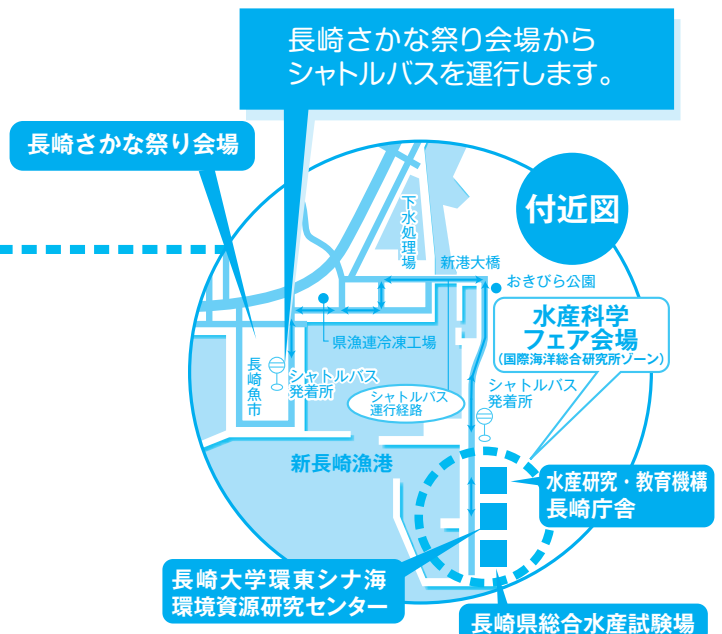 長崎さかな祭り会場から
シャトルバスを運行します。
長崎さかな祭り会場
付近図
下水処理場
新港大橋
おきびら公園
水産科学
フェア会場
(国際海洋総合研究所ゾーン)
県漁連冷凍工場
長崎魚市
シャトルバス
発着所
シャトルバス
運行経路
シャトルバス
発着所
新長崎漁港
水産研究・教育機構
長崎庁舎
長崎大学環東シナ海
環境資源研究センター
長崎県総合水産試験場